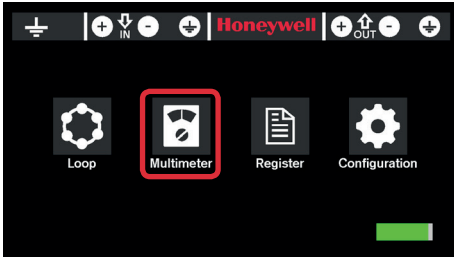 IN
Honeywell
OUT
Loop
Multimeter
Register
Configuration